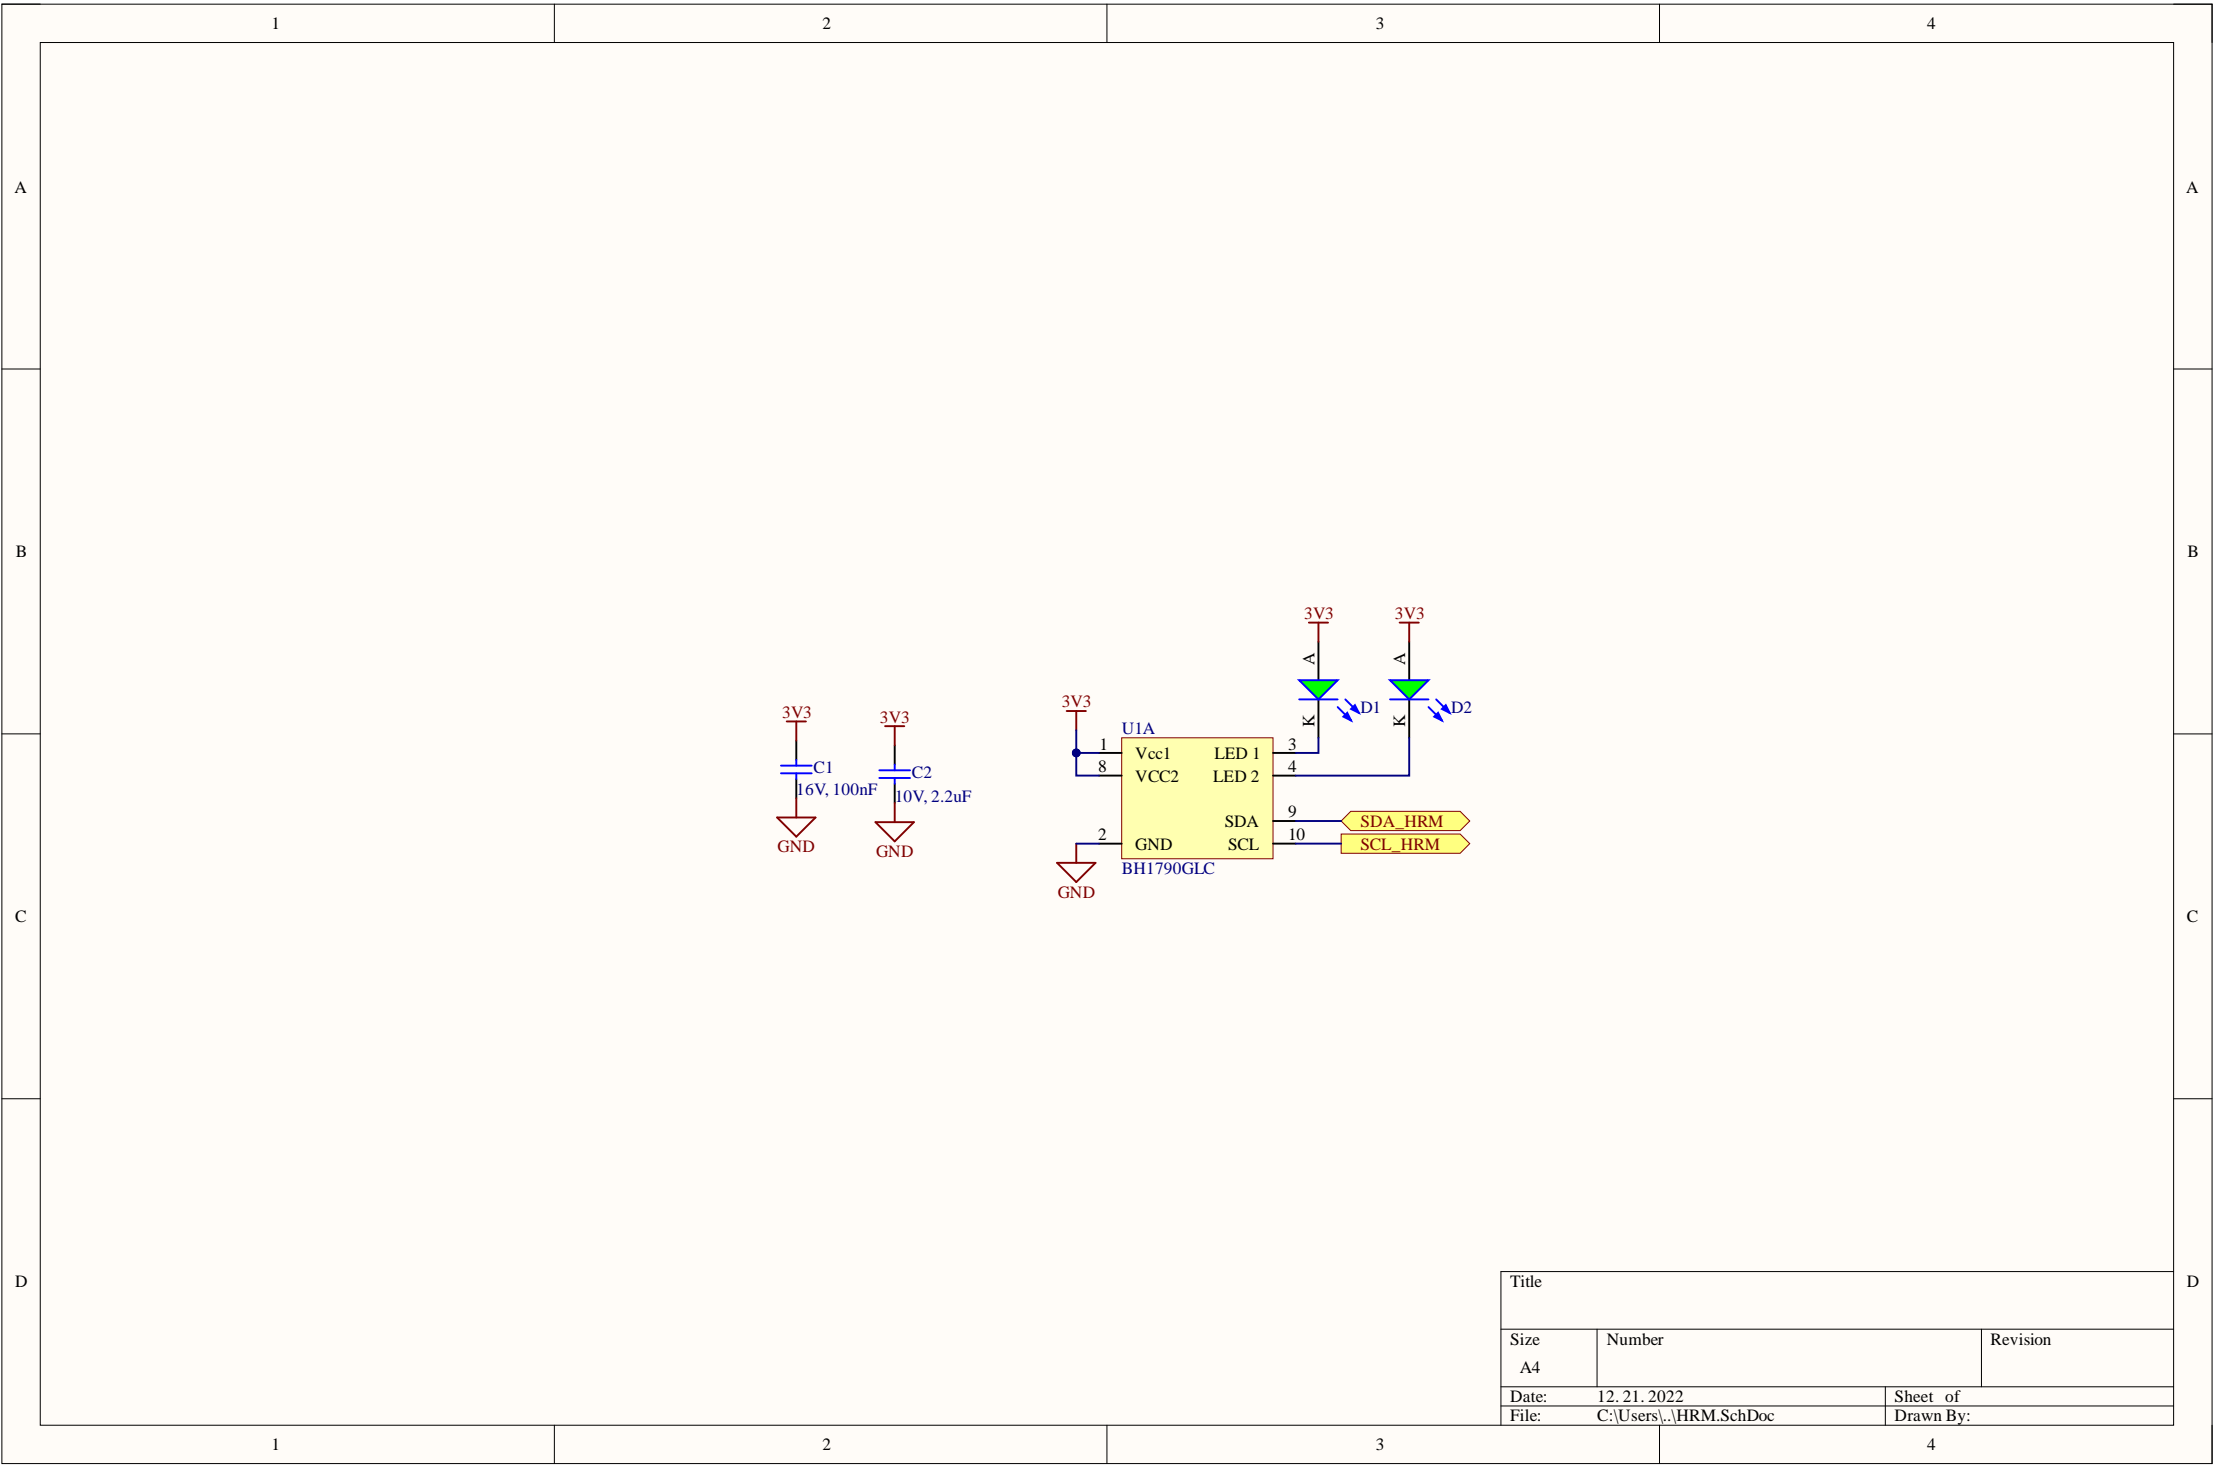 1 2 3 4
A A
B B
C C
D D
3V3 3V3
A A
K K
D1 D2
3V3 3V3 3V3
C1
16V, 100nF
C2
10V, 2.2uF
GND GND
U1A
1 Vcc1 LED 1 3
8 VCC2 LED 2 4
SDA 9 SDA_HRM
2 GND SCL 10 SCL_HRM
BH1790GLC
GND
Title
Size Number Revision
A4
Date: 12.21.2022 Sheet of
File: C:\Users\..\HRM.SchDoc Drawn By:
1 2 3 4